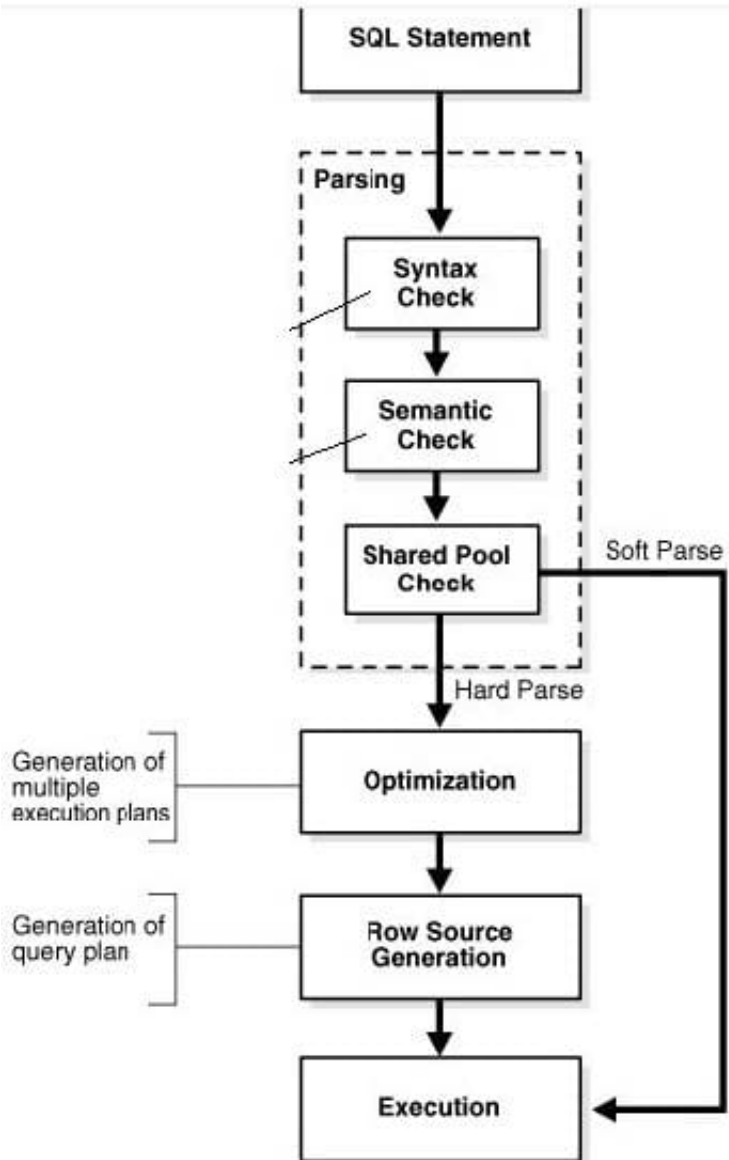 SQL Statement
Parsing
Syntax
Check
Semantic
Check
Shared Pool
Check
Soft Parse
Hard Parse
Generation of
multiple
execution plans
Optimization
Generation of
query plan
Row Source
Generation
Execution